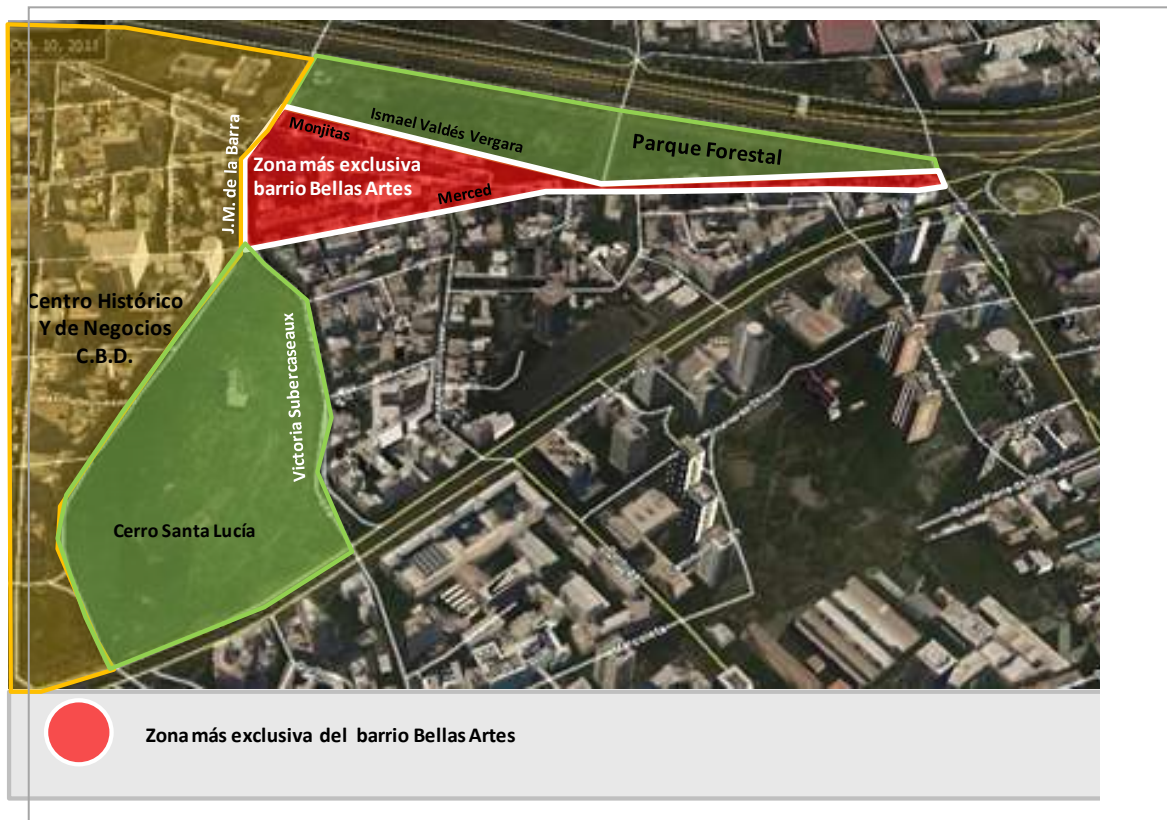 Oct. 10, 2011
Monjitas
Ismael Valdés Vergara
Parque Forestal
J.M. de la Barra
Zona más exclusiva
barrio Bellas Artes
Merced
Centro Histórico
Y de Negocios
C.B.D.
Victoria Subercaseaux
Cerro Santa Lucía
Zona más exclusiva del barrio Bellas Artes